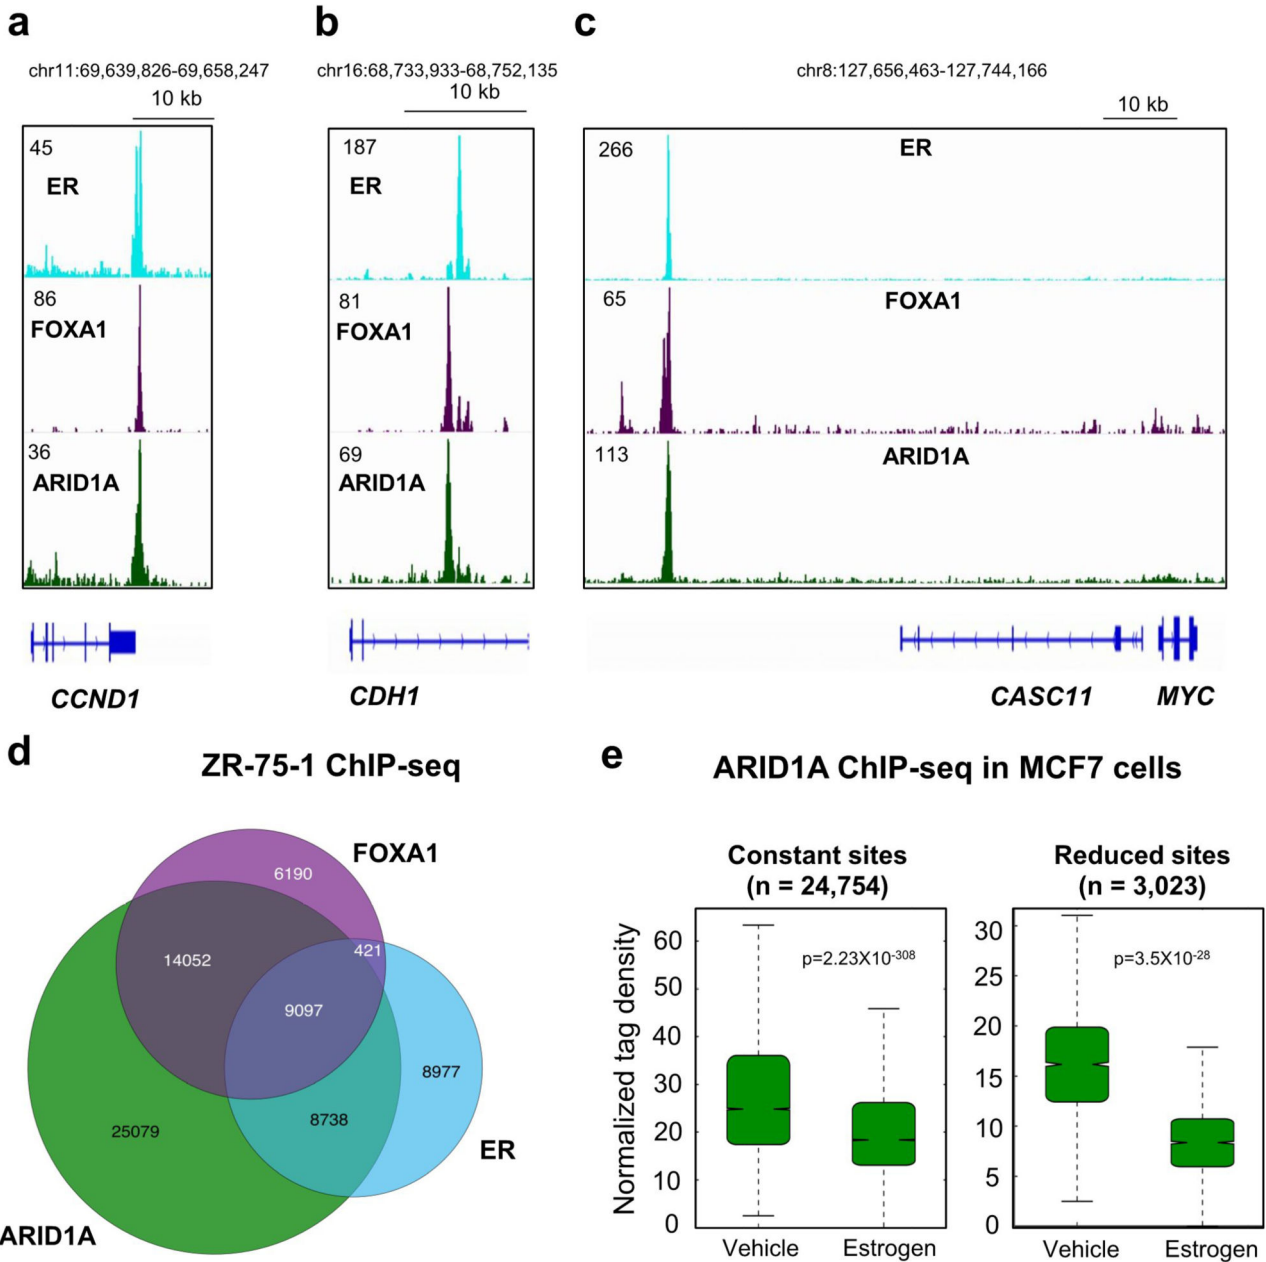 a
b
c
chr11:69,639,826-69,658,247
chr16:68,733,933-68,752,135
chr8:127,656,463-127,744,166
10 kb
10 kb
10 kb
45
ER
86
FOXA1
36
ARID1A
187
ER
81
FOXA1
69
ARID1A
266
ER
65
FOXA1
113
ARID1A
CCND1
CDH1
CASC11
MYC
d
ZR-75-1 ChIP-seq
FOXA1
6190
421
14052
9097
8977
8738
25079
ER
ARID1A
e
ARID1A ChIP-seq in MCF7 cells
Constant sites
(n = 24,754)
Normalized tag density
60
50
40
30
20
10
0
p=2.23X10-308
Vehicle
Estrogen
Reduced sites
(n = 3,023)
30
25
20
15
10
5
0
p=3.5X10-28
Vehicle
Estrogen